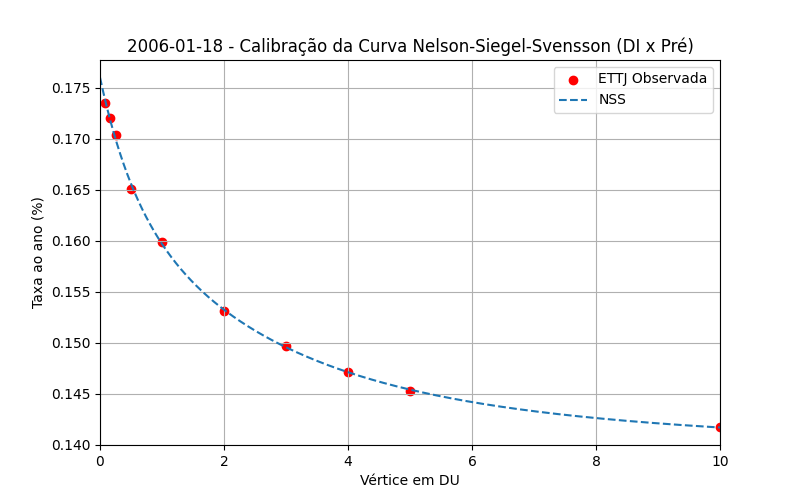 2006-01-18 - Calibração da Curva Nelson-Siegel-Svensson (DI x Pré)
ETTJ Observada
NSS
0.175
0.170
0.165
0.160
0.155
0.150
0.145
0.140
Taxa ao ano (%)
0 2 4 6 8 10
Vértice em DU